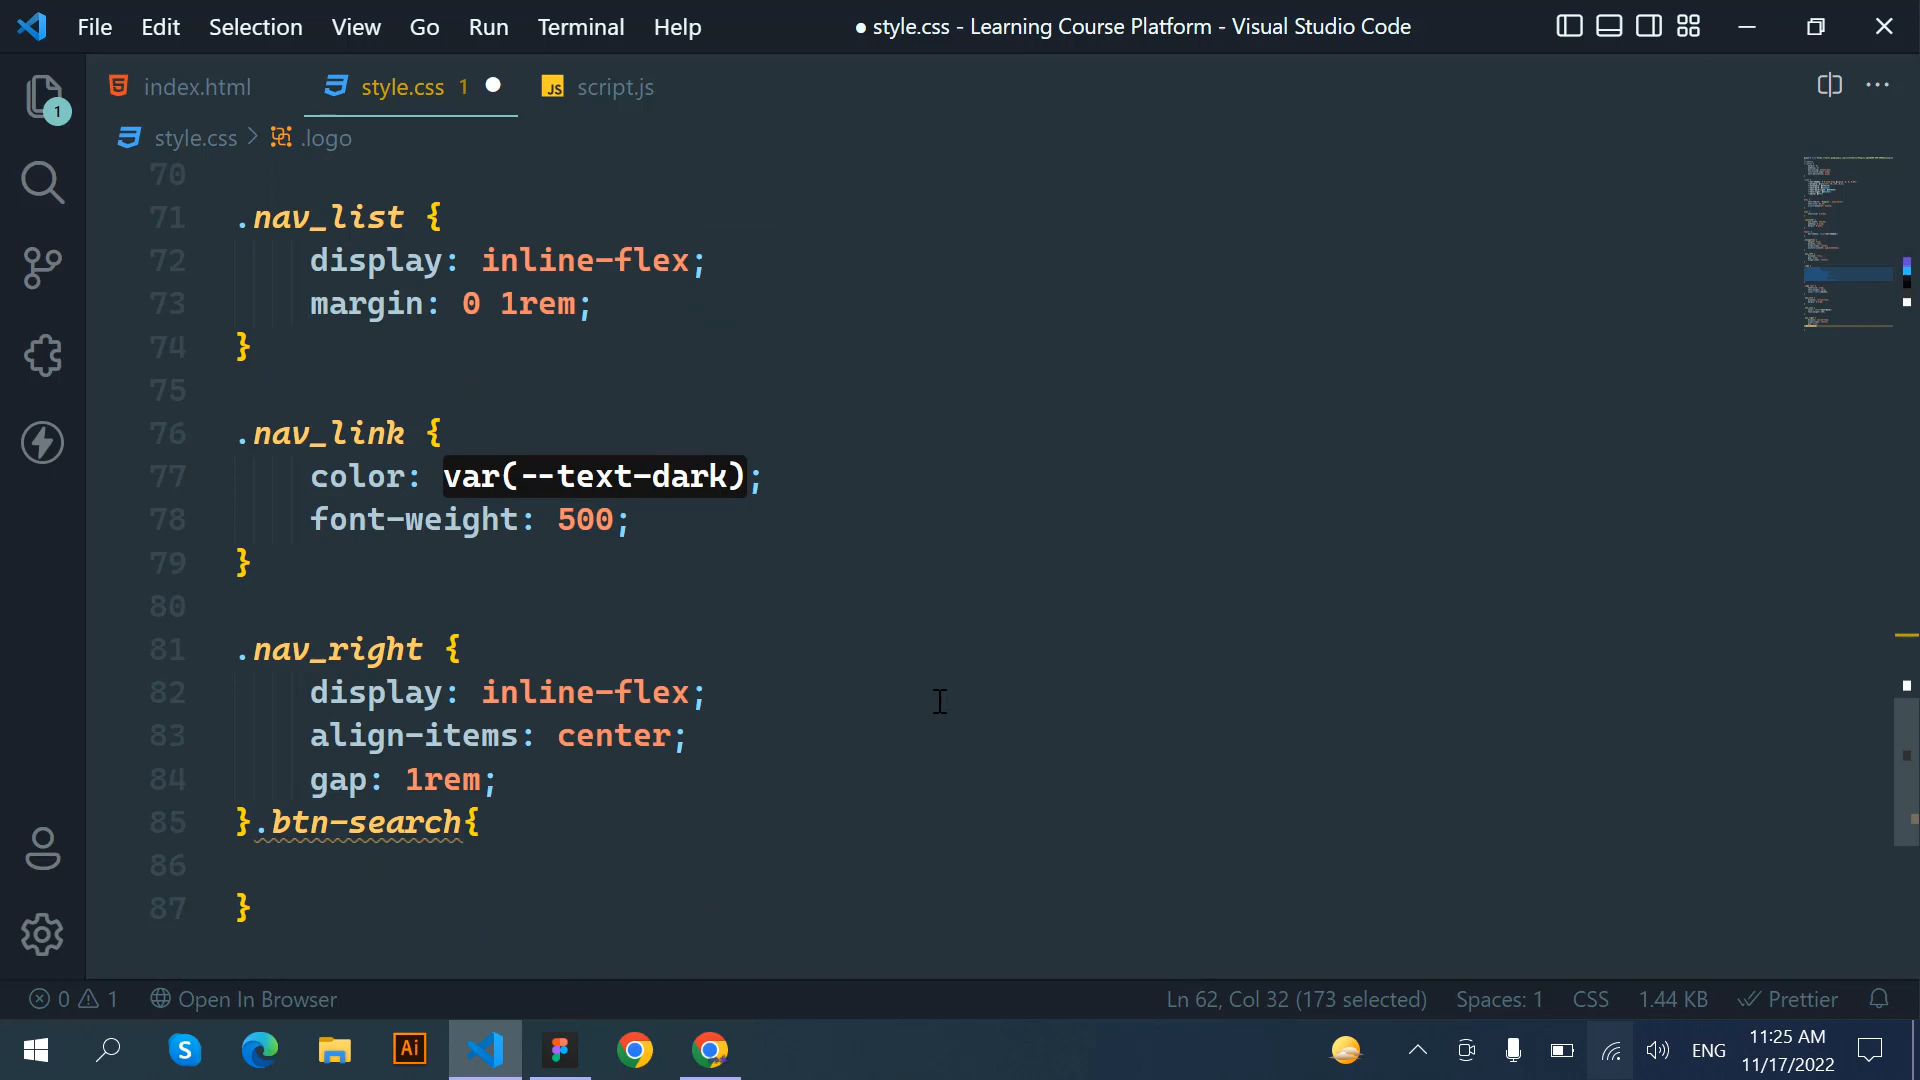 File Edit Selection View Go Run Terminal Help
● style.css - Learning Course Platform - Visual Studio Code
index.html
style.css 1
JS script.js
style.css > .logo
1
70
71 .nav_list {
72 display: inline-flex;
73 margin: 0 1rem;
74 }
75
76 .nav_link {
77 color: var(--text-dark);
78 font-weight: 500;
79 }
80
81 .nav_right {
82 display: inline-flex;
83 align-items: center;
84 gap: 1rem;
85 }.btn-search{
86
87 }
0 1 Open In Browser
Ln 62, Col 32 (173 selected) Spaces: 1 CSS 1.44 KB Prettier
S Ai ENG
11:25 AM
11/17/2022